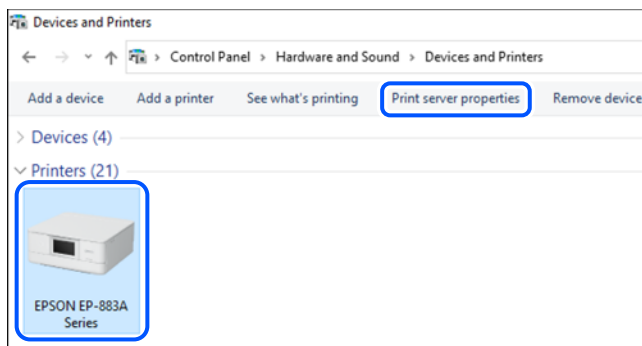 Devices and Printers
Control Panel > Hardware and Sound > Devices and Printers
Add a device Add a printer See what's printing Print server properties Remove device
Devices (4)
Printers (21)
EPSON EP-883A
Series